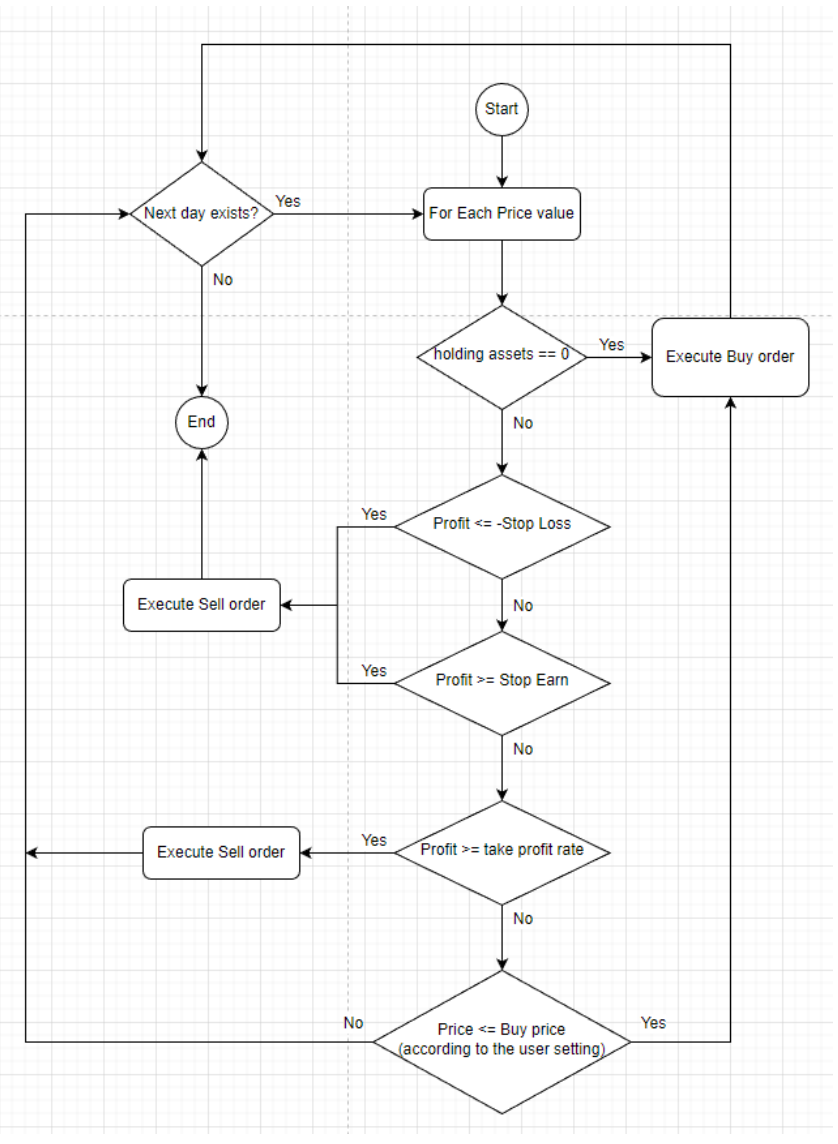 Start
Next day exists?
Yes
For Each Price value
No
holding assets == 0
Yes
Execute Buy order
End
No
Yes
Profit <= -Stop Loss
Execute Sell order
No
Yes
Profit >= Stop Earn
No
Execute Sell order
Yes
Profit >= take profit rate
No
No
Price <= Buy price
(according to the user setting)
Yes